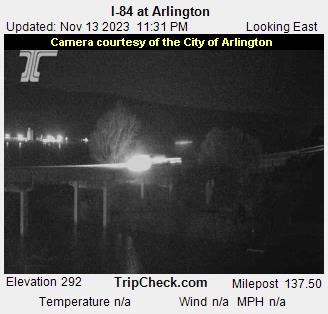 I-84 at Arlington
Updated: Nov 13 2023 11:31 PM Looking East
Camera courtesy of the City of Arlington
Elevation 292 TripCheck.com Milepost 137.50
Temperature n/a Wind n/a MPH n/a